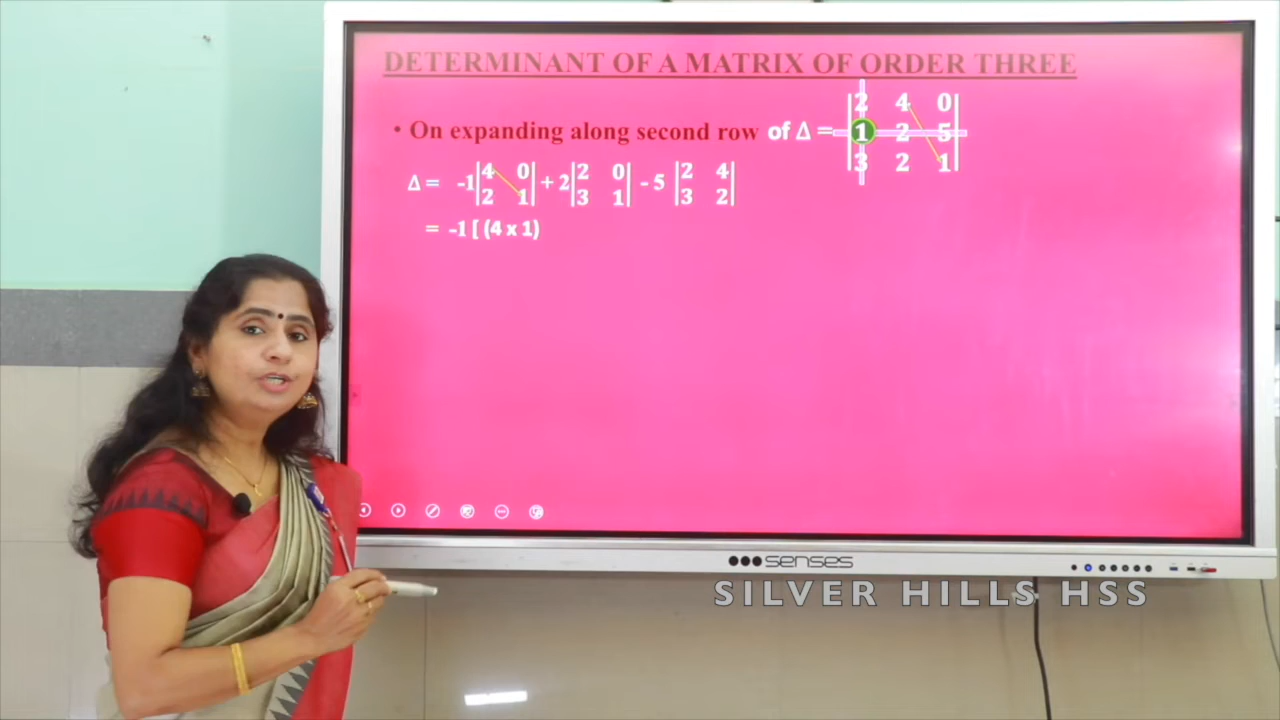 DETERMINANT OF A MATRIX OF ORDER THREE
• On expanding along second row of Δ = | 2 4 0 |
| 1 2 5 |
| 3 2 1 |
Δ = -1 | 4 0 | + 2 | 2 0 | - 5 | 2 4 |
| 2 1 | | 3 1 | | 3 2 |
= -1 [ (4 x 1)
senses
SILVER HILLS HSS